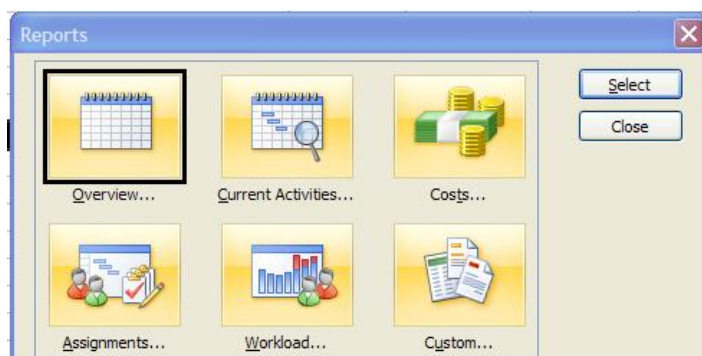 Reports
Select
Close
Overview...
Current Activities...
Costs...
Assignments...
Workload...
Custom...